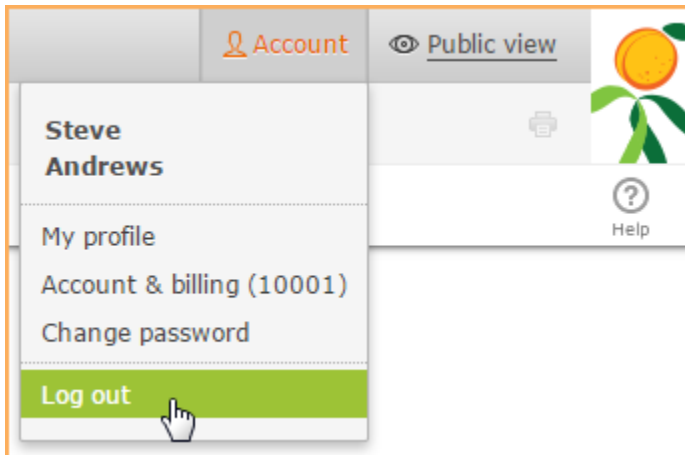 Account Public view
Steve
Andrews
My profile
Account & billing (10001)
Change password
Log out
Help